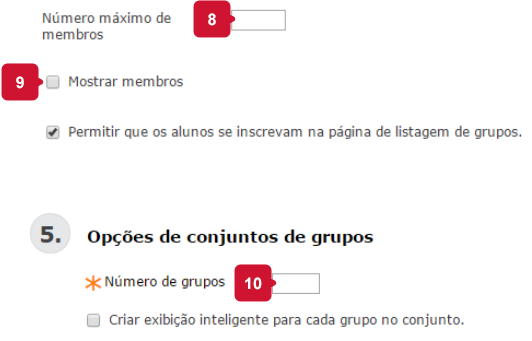 Número máximo de 8
membros
9 Mostrar membros
Permitir que os alunos se inscrevam na página de listagem de grupos.
5. Opções de conjuntos de grupos
Número de grupos 10
Criar exibição inteligente para cada grupo no conjunto.